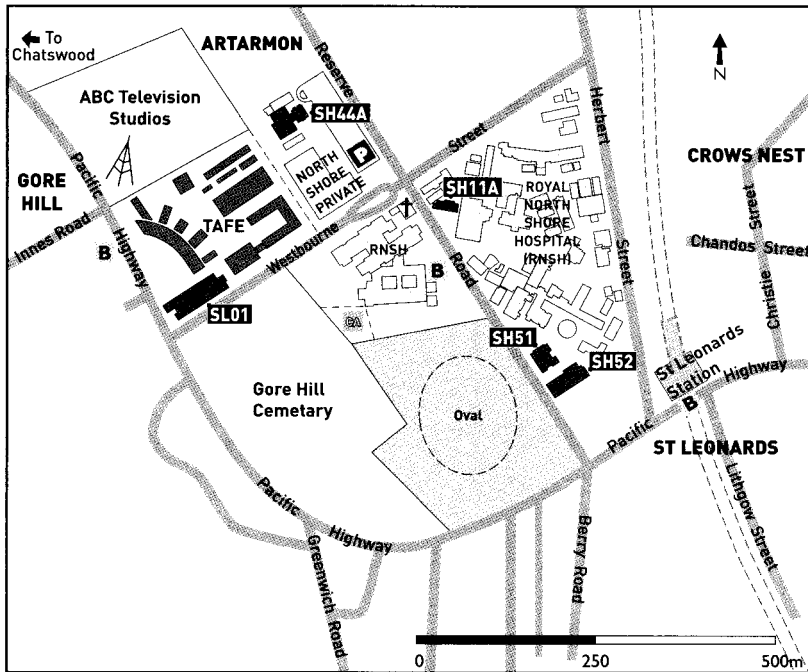 To
Chatswood
ARTARMON
Reserve
Road
N
ABC Television
Studios
SH44A
Street
Westbourne
Herbert
Street
CROWS NEST
GORE
HILL
Pacific
Highway
P
NORTH
SHORE
PRIVATE
SH11A
ROYAL
NORTH
SHORE
HOSPITAL
(RNSH)
TAFE
Innes Road
B
RNSH
B
Chandos Street
Christie Street
SL01
CA
SH51
SH52
St Leonards
Station
Pacific Highway
B
Gore Hill
Cemetary
Oval
ST LEONARDS
Lithgow Street
Pacific
Highway
Greenwich Road
Berry Road
0
250
500m